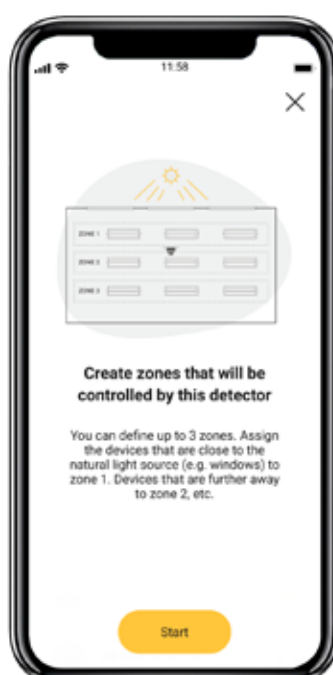 11:58
ZONE 1
ZONE 2
ZONE 3
Create zones that will be
controlled by this detector
You can define up to 3 zones. Assign
the devices that are close to the
natural light source (e.g. windows) to
zone 1. Devices that are further away
to zone 2, etc.
Start